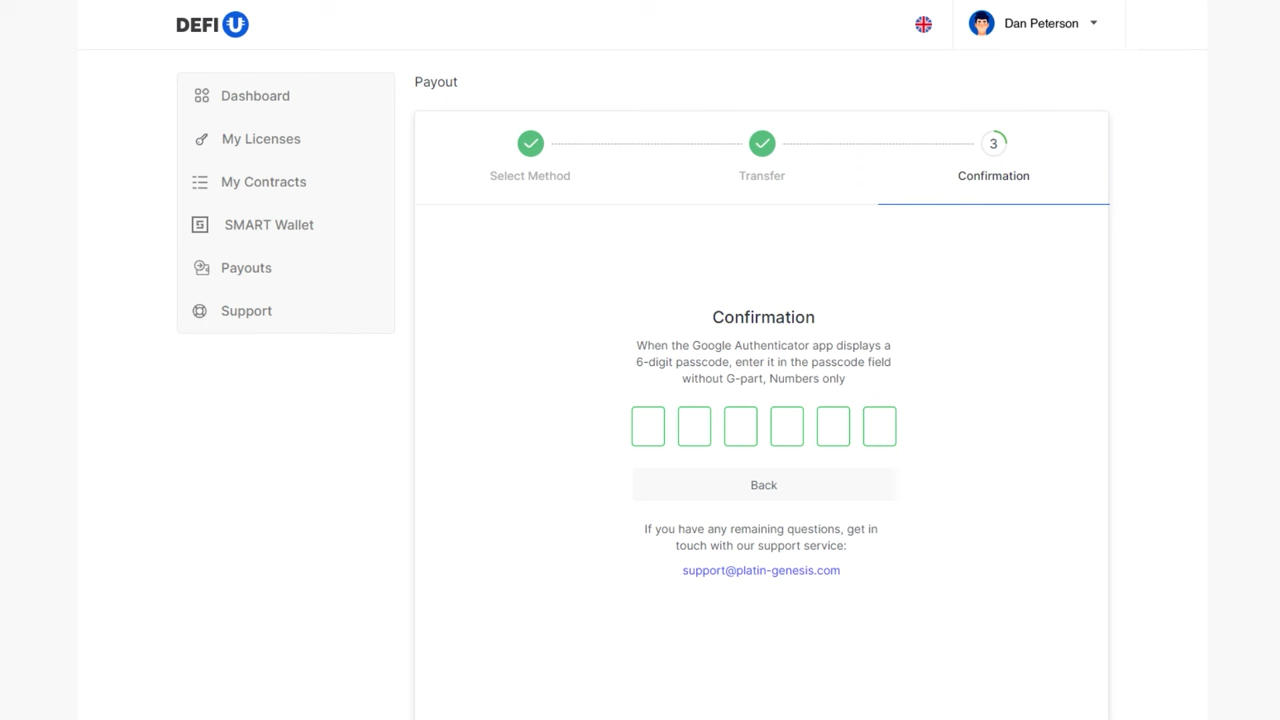 DEFI U
Dan Peterson
Dashboard
My Licenses
My Contracts
SMART Wallet
Payouts
Support
Payout
3
Select Method
Transfer
Confirmation
Confirmation
When the Google Authenticator app displays a
6-digit passcode, enter it in the passcode field
without G-part, Numbers only
Back
If you have any remaining questions, get in
touch with our support service:
support@platin-genesis.com